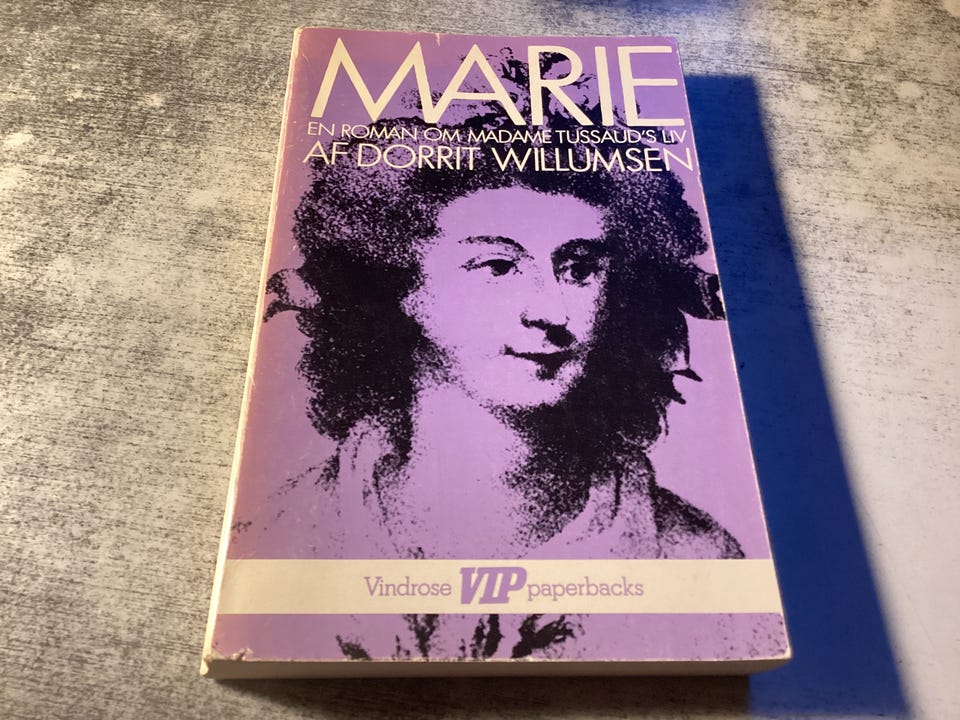 MARIE
EN ROMAN OM MADAME TUSSAUD'S LIV
AF DORRIT WILLUMSEN
Vindrose VIP paperbacks